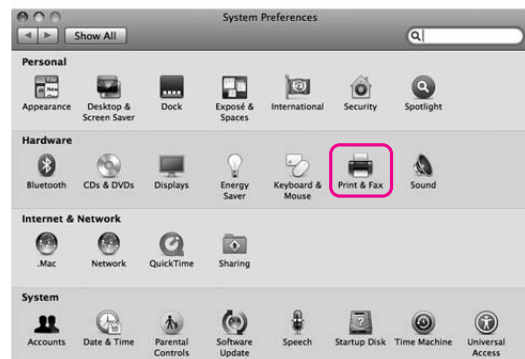 System Preferences
Show All
Personal
Appearance
Desktop &
Screen Saver
Dock
Exposé &
Spaces
International
Security
Spotlight
Hardware
Bluetooth
CDs & DVDs
Displays
Energy
Saver
Keyboard &
Mouse
Print & Fax
Sound
Internet & Network
.Mac
Network
QuickTime
Sharing
System
Accounts
Date & Time
Parental
Controls
Software
Update
Speech
Startup Disk
Time Machine
Universal
Access